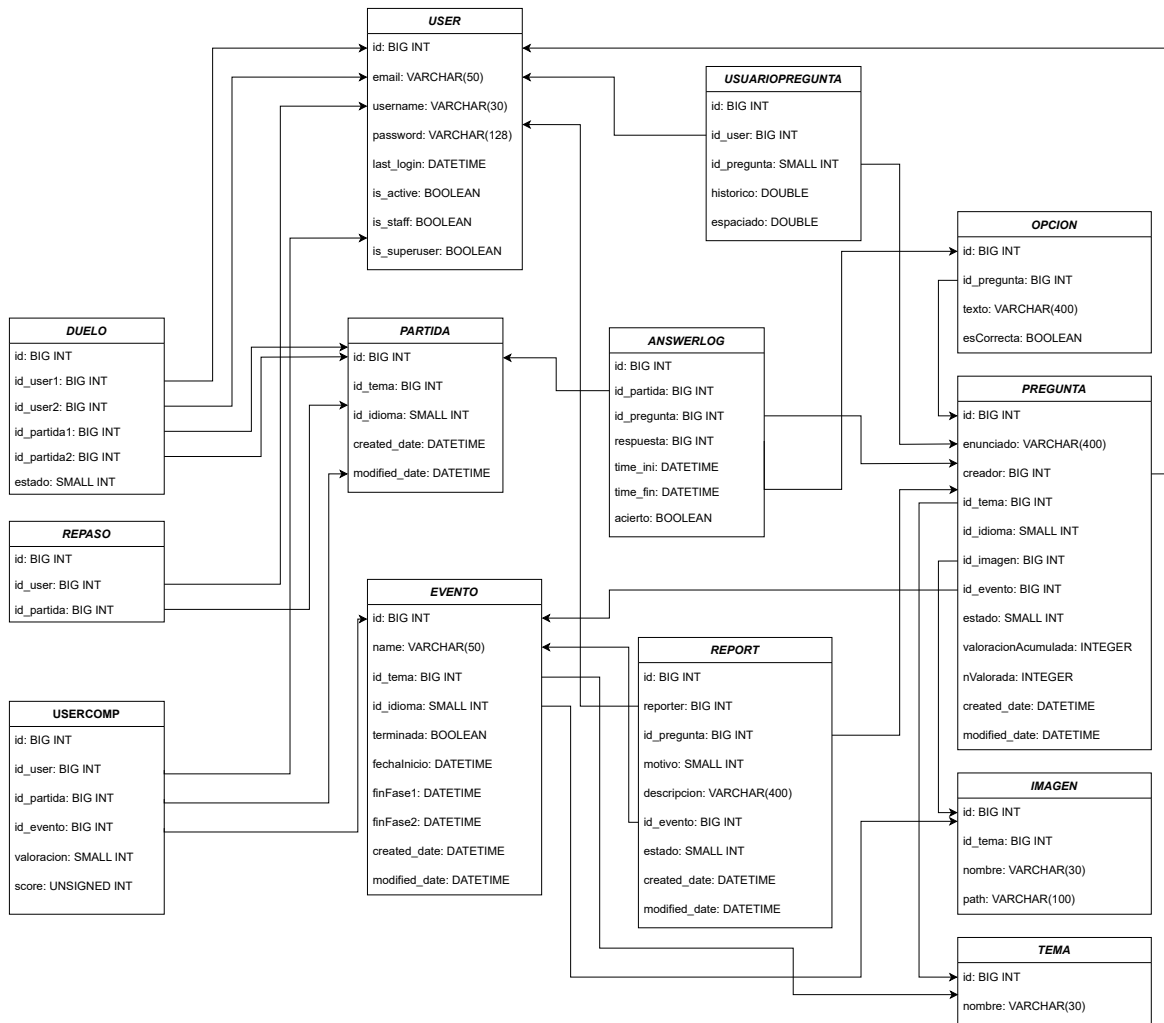 USER
id: BIG INT
email: VARCHAR(50)
username: VARCHAR(30)
password: VARCHAR(128)
last_login: DATETIME
is_active: BOOLEAN
is_staff: BOOLEAN
is_superuser: BOOLEAN
USUARIOPREGUNTA
id: BIG INT
id_user: BIG INT
id_pregunta: SMALL INT
historico: DOUBLE
espaciado: DOUBLE
OPCION
id: BIG INT
id_pregunta: BIG INT
texto: VARCHAR(400)
esCorrecta: BOOLEAN
DUELO
id: BIG INT
id_user1: BIG INT
id_user2: BIG INT
id_partida1: BIG INT
id_partida2: BIG INT
estado: SMALL INT
PARTIDA
id: BIG INT
id_tema: BIG INT
id_idioma: SMALL INT
created_date: DATETIME
modified_date: DATETIME
ANSWERLOG
id: BIG INT
id_partida: BIG INT
id_pregunta: BIG INT
respuesta: BIG INT
time_ini: DATETIME
time_fin: DATETIME
acierto: BOOLEAN
PREGUNTA
id: BIG INT
enunciado: VARCHAR(400)
creador: BIG INT
id_tema: BIG INT
id_idioma: SMALL INT
id_imagen: BIG INT
id_evento: BIG INT
estado: SMALL INT
valoracionAcumulada: INTEGER
nValorada: INTEGER
created_date: DATETIME
modified_date: DATETIME
REPASO
id: BIG INT
id_user: BIG INT
id_partida: BIG INT
EVENTO
id: BIG INT
name: VARCHAR(50)
id_tema: BIG INT
id_idioma: SMALL INT
terminada: BOOLEAN
fechaInicio: DATETIME
finFase1: DATETIME
finFase2: DATETIME
created_date: DATETIME
modified_date: DATETIME
REPORT
id: BIG INT
reporter: BIG INT
id_pregunta: BIG INT
motivo: SMALL INT
descripcion: VARCHAR(400)
id_evento: BIG INT
estado: SMALL INT
created_date: DATETIME
modified_date: DATETIME
USERCOMP
id: BIG INT
id_user: BIG INT
id_partida: BIG INT
id_evento: BIG INT
valoracion: SMALL INT
score: UNSIGNED INT
IMAGEN
id: BIG INT
id_tema: BIG INT
nombre: VARCHAR(30)
path: VARCHAR(100)
TEMA
id: BIG INT
nombre: VARCHAR(30)